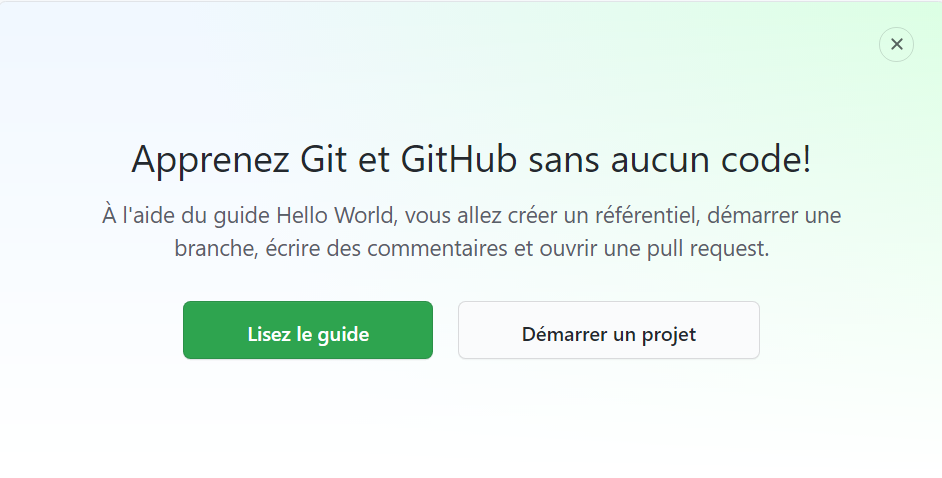 Apprenez Git et GitHub sans aucun code!
À l'aide du guide Hello World, vous allez créer un référentiel, démarrer une
branche, écrire des commentaires et ouvrir une pull request.
Lisez le guide
Démarrer un projet